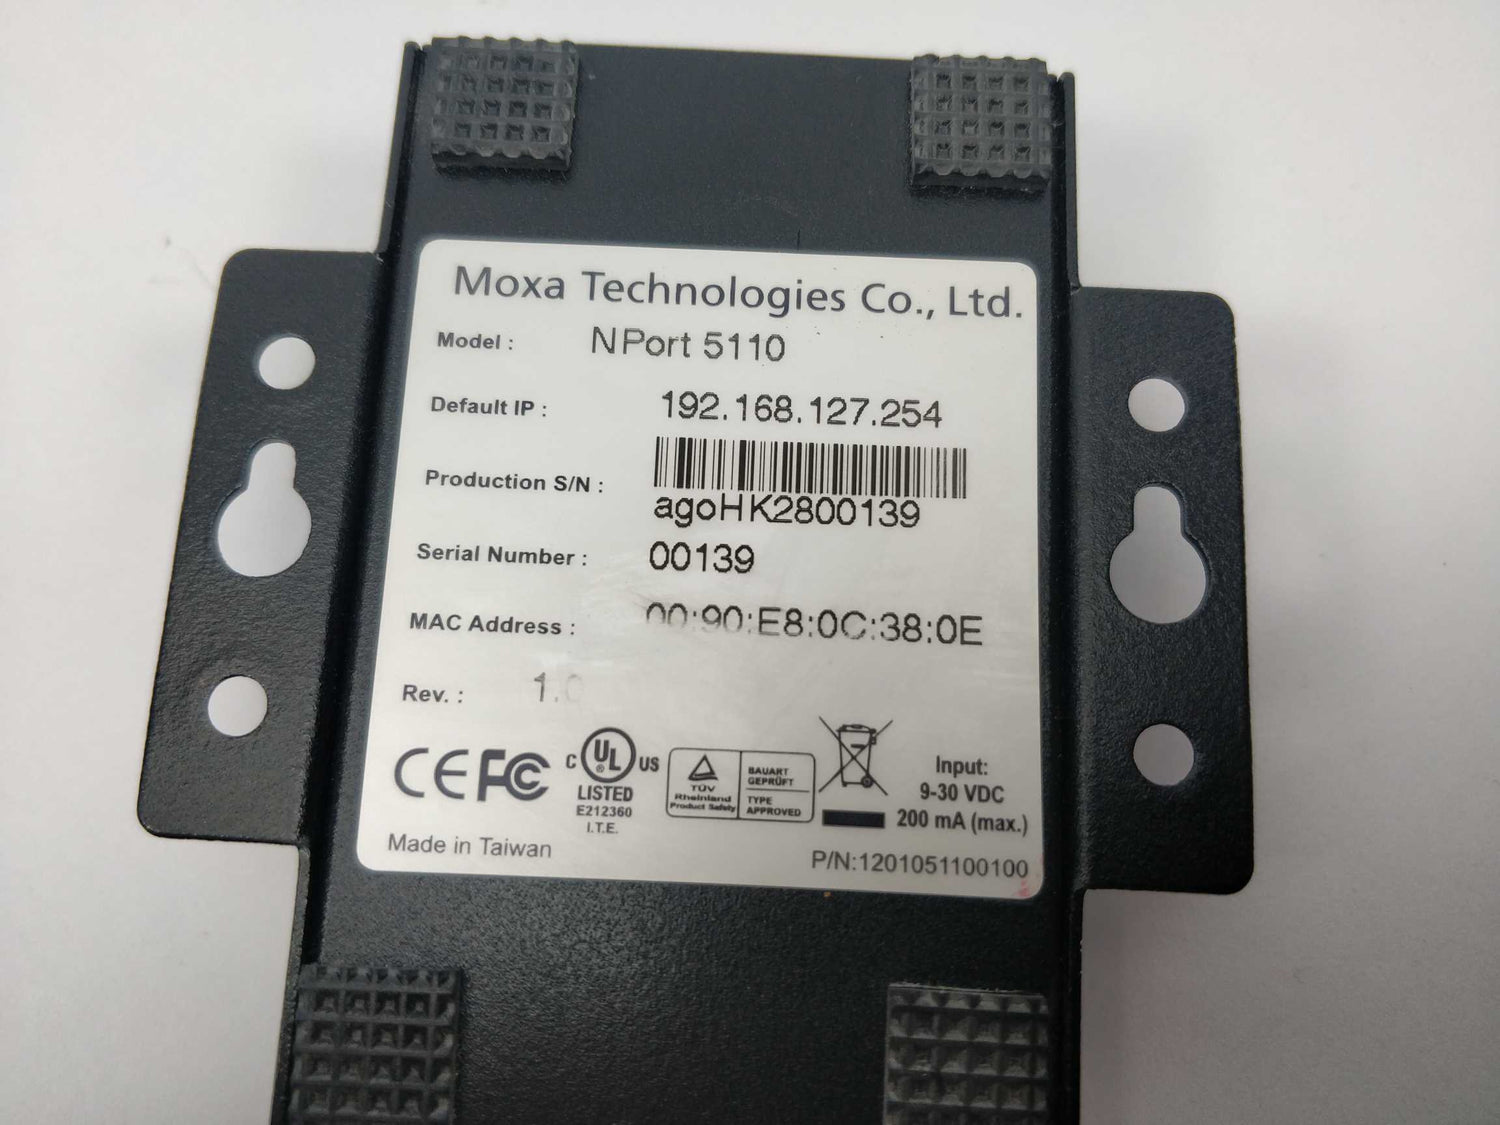 Moxa Technologies Co., Ltd.
Model : NPort 5110
Default IP : 192.168.127.254
Production S/N : agoHK2800139
Serial Number : 00139
MAC Address : 00:90:E8:0C:38:0E
Rev. : 1.0
CE FC
C UL US
LISTED
E212360
I.T.E.
TÜV
Rheinland
Product Safety
BAUART
GEPRÜFT
TYPE
APPROVED
Input:
9-30 VDC
200 mA (max.)
Made in Taiwan
P/N:1201051100100